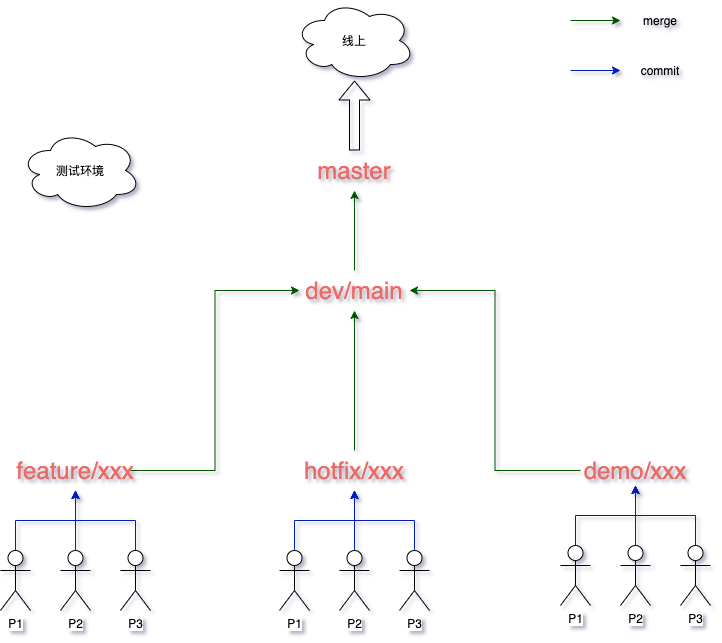 线上
merge
commit
测试环境
master
dev/main
feature/xxx
hotfix/xxx
demo/xxx
P1
P2
P3
P1
P2
P3
P1
P2
P3